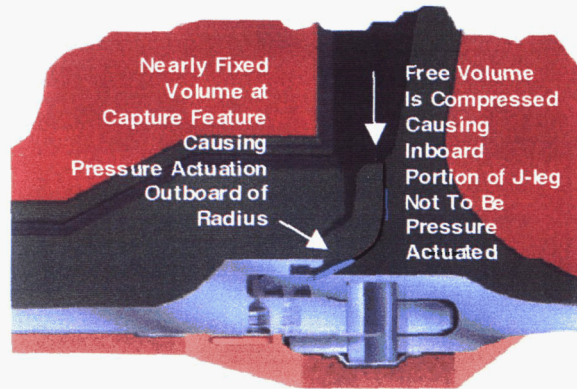 Nearly Fixed
Volume at
Capture Feature
Causing
Pressure Actuation
Outboard of
Radius
Free Volume
Is Compressed
Causing
Inboard
Portion of J-leg
Not To Be
Pressure
Actuated